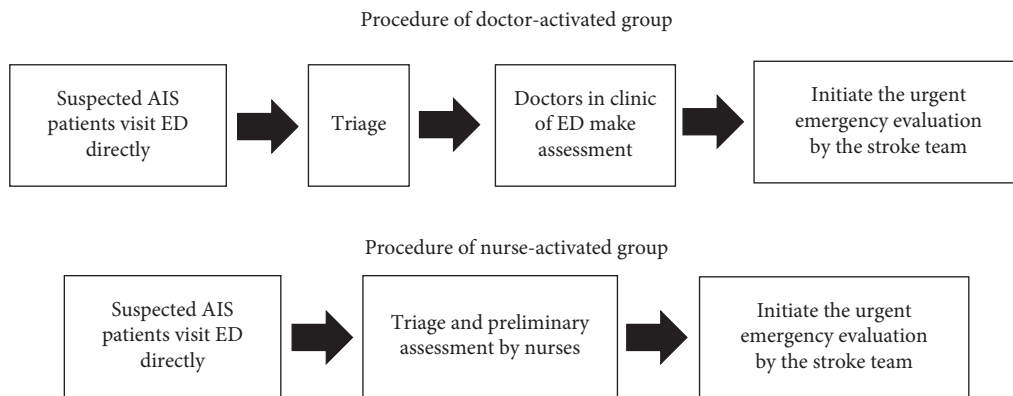 Procedure of doctor-activated group
Suspected AIS
patients visit ED
directly
Triage
Doctors in clinic
of ED make
assessment
Initiate the urgent
emergency evaluation
by the stroke team
Procedure of nurse-activated group
Suspected AIS
patients visit ED
directly
Triage and preliminary
assessment by nurses
Initiate the urgent
emergency evaluation
by the stroke team